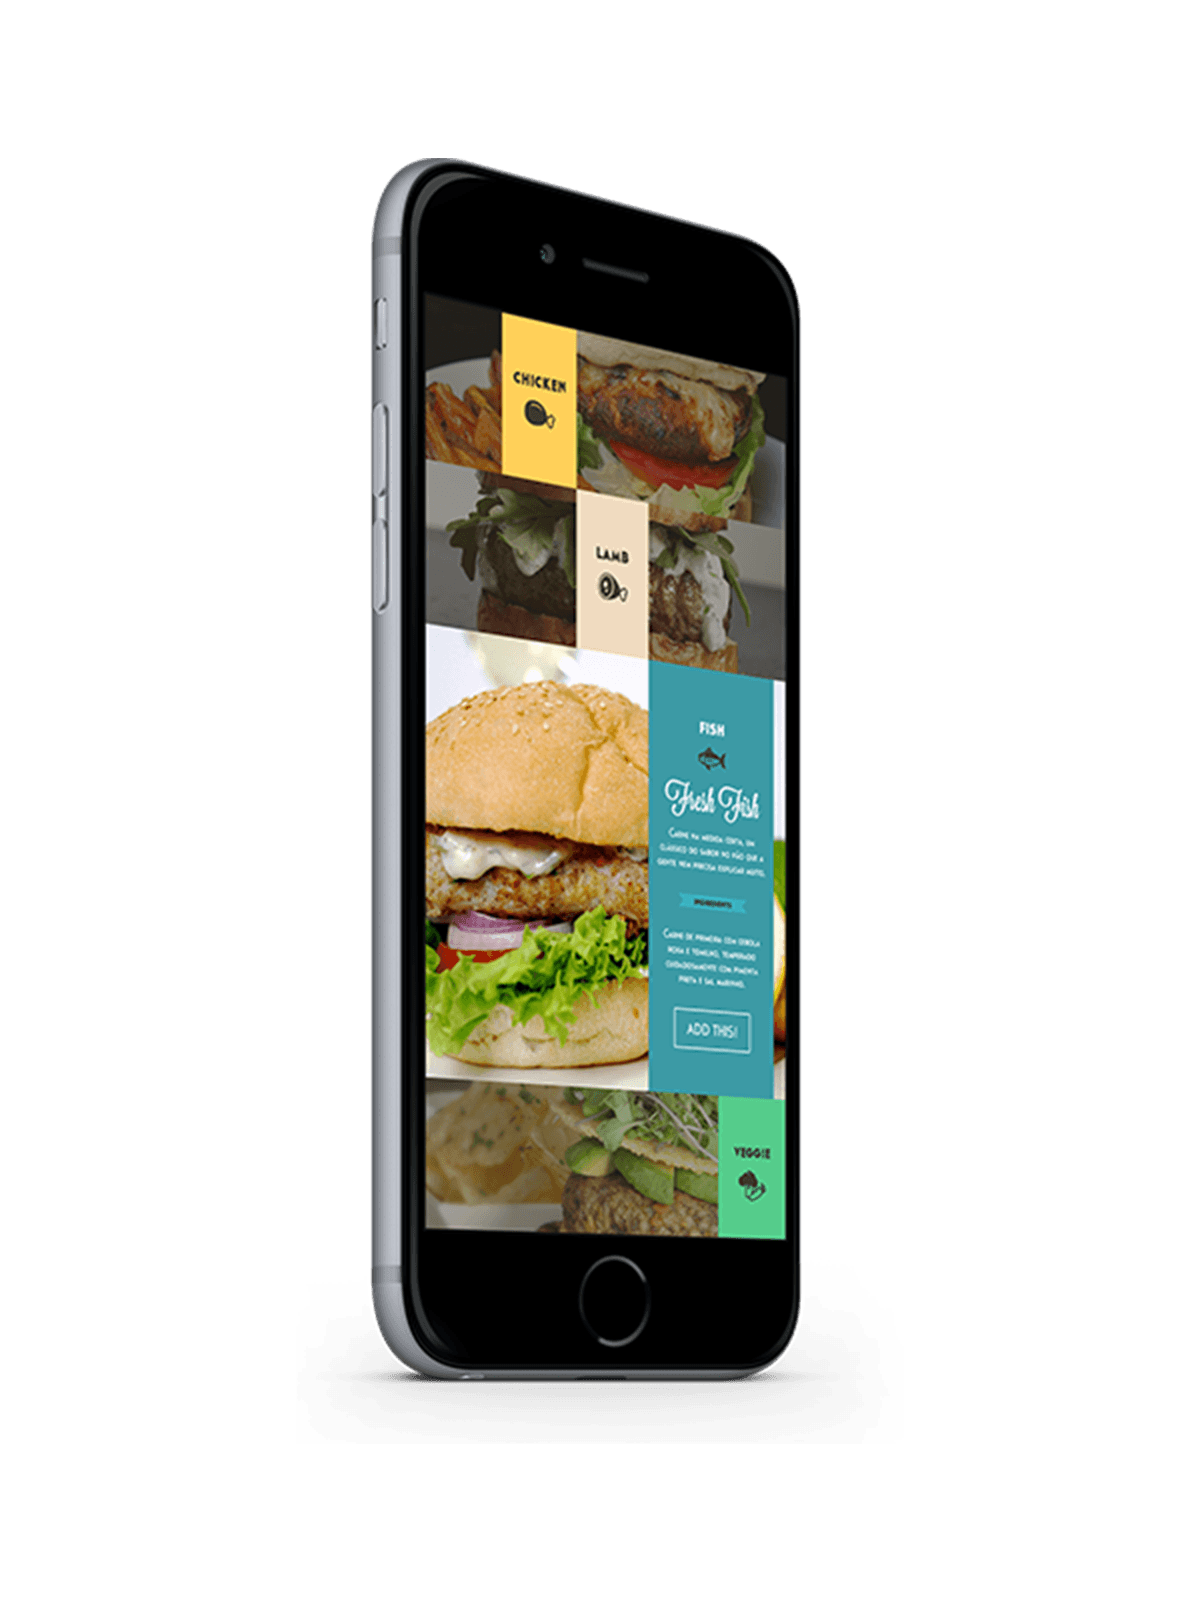 CHICKEN
LAMB
FISH
Fresh Fish
CARNE NA MEDIDA CERTA, UM
CLÁSSICO DO SABOR NO PÃO QUE A
GENTE NEM PRECISA EXPLICAR MUITO.
INGREDIENTS
CARNE DE PRIMEIRA COM CEBOLA
ROXA E TOMILHO, TEMPERADO
CUIDADOSAMENTE COM PIMENTA
PRETA E SAL MARINHO.
ADD THIS!
VEGGIE